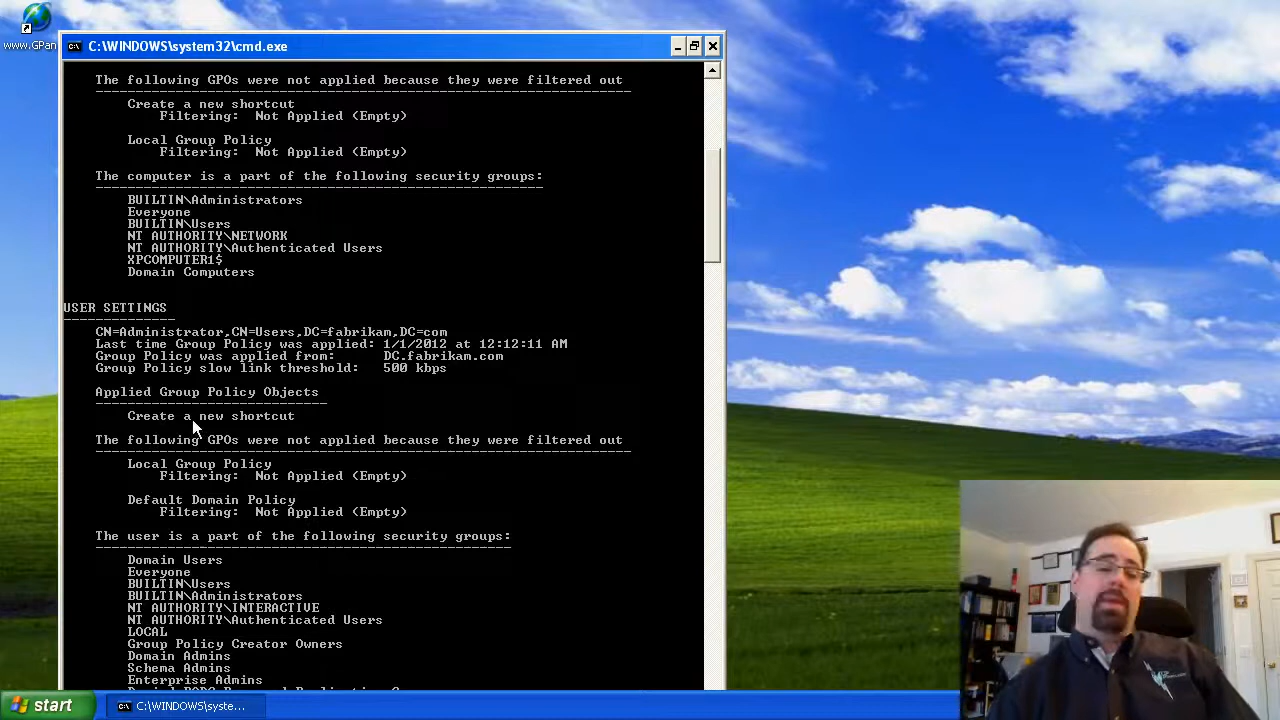 www.GPan
C:\WINDOWS\system32\cmd.exe
The following GPOs were not applied because they were filtered out
Create a new shortcut
Filtering: Not Applied (Empty)
Local Group Policy
Filtering: Not Applied (Empty)
The computer is a part of the following security groups:
BUILTIN\Administrators
Everyone
BUILTIN\Users
NT AUTHORITY\NETWORK
NT AUTHORITY\Authenticated Users
XPCOMPUTER1$
Domain Computers
USER SETTINGS
CN=Administrator,CN=Users,DC=fabrikam,DC=com
Last time Group Policy was applied: 1/1/2012 at 12:12:11 AM
Group Policy was applied from: DC.fabrikam.com
Group Policy slow link threshold: 500 kbps
Applied Group Policy Objects
Create a new shortcut
The following GPOs were not applied because they were filtered out
Local Group Policy
Filtering: Not Applied (Empty)
Default Domain Policy
Filtering: Not Applied (Empty)
The user is a part of the following security groups:
Domain Users
Everyone
BUILTIN\Users
BUILTIN\Administrators
NT AUTHORITY\INTERACTIVE
NT AUTHORITY\Authenticated Users
LOCAL
Group Policy Creator Owners
Domain Admins
Schema Admins
Enterprise Admins
start
C:\WINDOWS\syste...